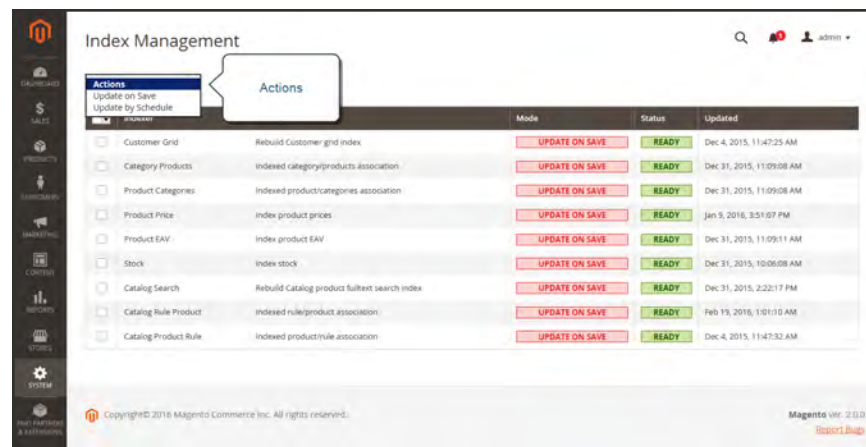 Index Management
1
admin
Actions
Update on Save
Update by Schedule
Actions
Indexer
Mode
Status
Updated
Customer Grid Rebuild Customer grid index UPDATE ON SAVE READY Dec 4, 2015, 11:47:25 AM
Category Products Indexed category/products association UPDATE ON SAVE READY Dec 31, 2015, 11:09:08 AM
Product Categories Indexed product/categories association UPDATE ON SAVE READY Dec 31, 2015, 11:09:08 AM
Product Price Index product prices UPDATE ON SAVE READY Jan 9, 2016, 3:51:07 PM
Product EAV Index product EAV UPDATE ON SAVE READY Dec 31, 2015, 11:09:11 AM
Stock Index stock UPDATE ON SAVE READY Dec 31, 2015, 10:06:08 AM
Catalog Search Rebuild Catalog product fulltext search index UPDATE ON SAVE READY Dec 31, 2015, 2:22:17 PM
Catalog Rule Product Indexed rule/product association UPDATE ON SAVE READY Feb 19, 2016, 1:01:10 AM
Catalog Product Rule Indexed product/rule association UPDATE ON SAVE READY Dec 4, 2015, 11:47:32 AM
DASHBOARD
SALES
PRODUCTS
CUSTOMERS
MARKETING
CONTENT
REPORTS
STORES
SYSTEM
FIND PARTNERS
& EXTENSIONS
Copyright© 2016 Magento Commerce Inc. All rights reserved.
Magento ver. 2.0.0
Report Bugs